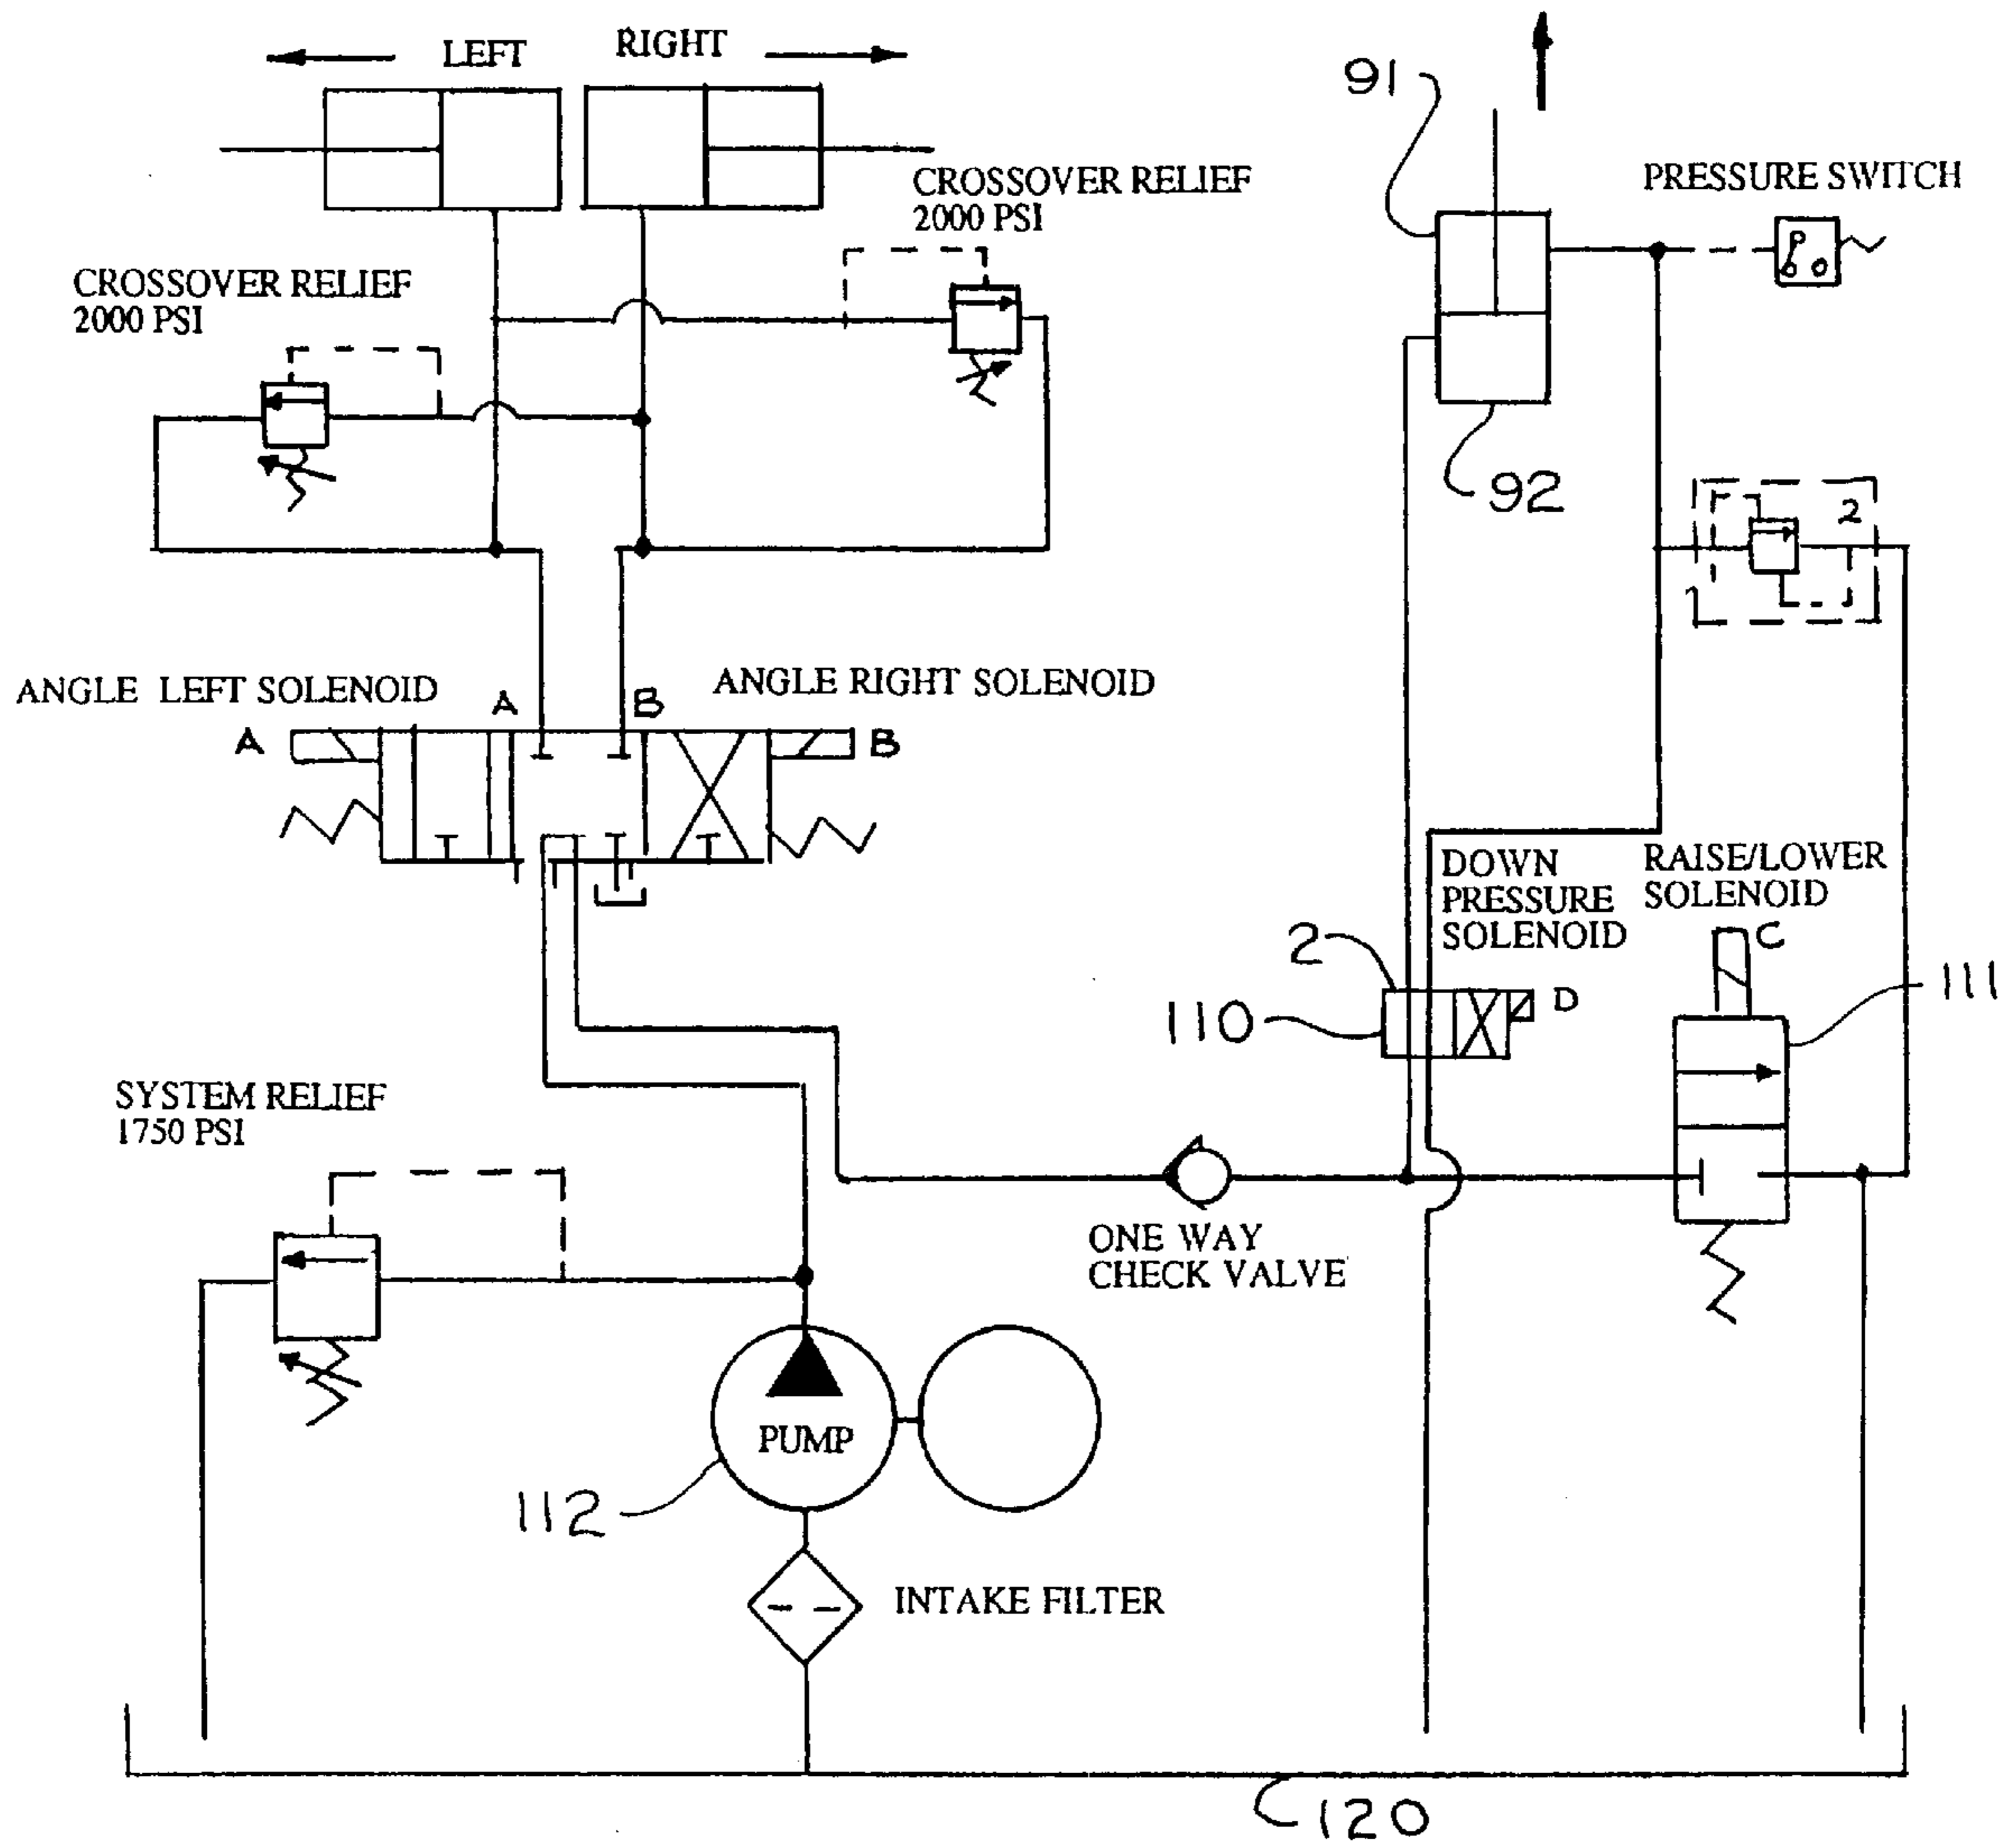 LEFT
RIGHT
91
CROSSOVER RELIEF
2000 PSI
PRESSURE SWITCH
CROSSOVER RELIEF
2000 PSI
92
2
1
ANGLE LEFT SOLENOID
A
B
ANGLE RIGHT SOLENOID
A
B
DOWN
PRESSURE
SOLENOID
RAISE/LOWER
SOLENOID
C
2
D
110
111
SYSTEM RELIEF
1750 PSI
ONE WAY
CHECK VALVE
PUMP
112
INTAKE FILTER
120